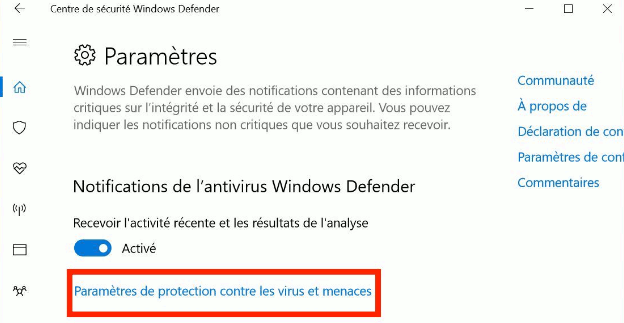 Centre de sécurité Windows Defender
Paramètres
Windows Defender envoie des notifications contenant des informations
critiques sur l'intégrité et la sécurité de votre appareil. Vous pouvez
indiquer les notifications non critiques que vous souhaitez recevoir.
Notifications de l'antivirus Windows Defender
Recevoir l'activité récente et les résultats de l'analyse
Activé
Paramètres de protection contre les virus et menaces
Communauté
À propos de
Déclaration de con
Paramètres de conf
Commentaires